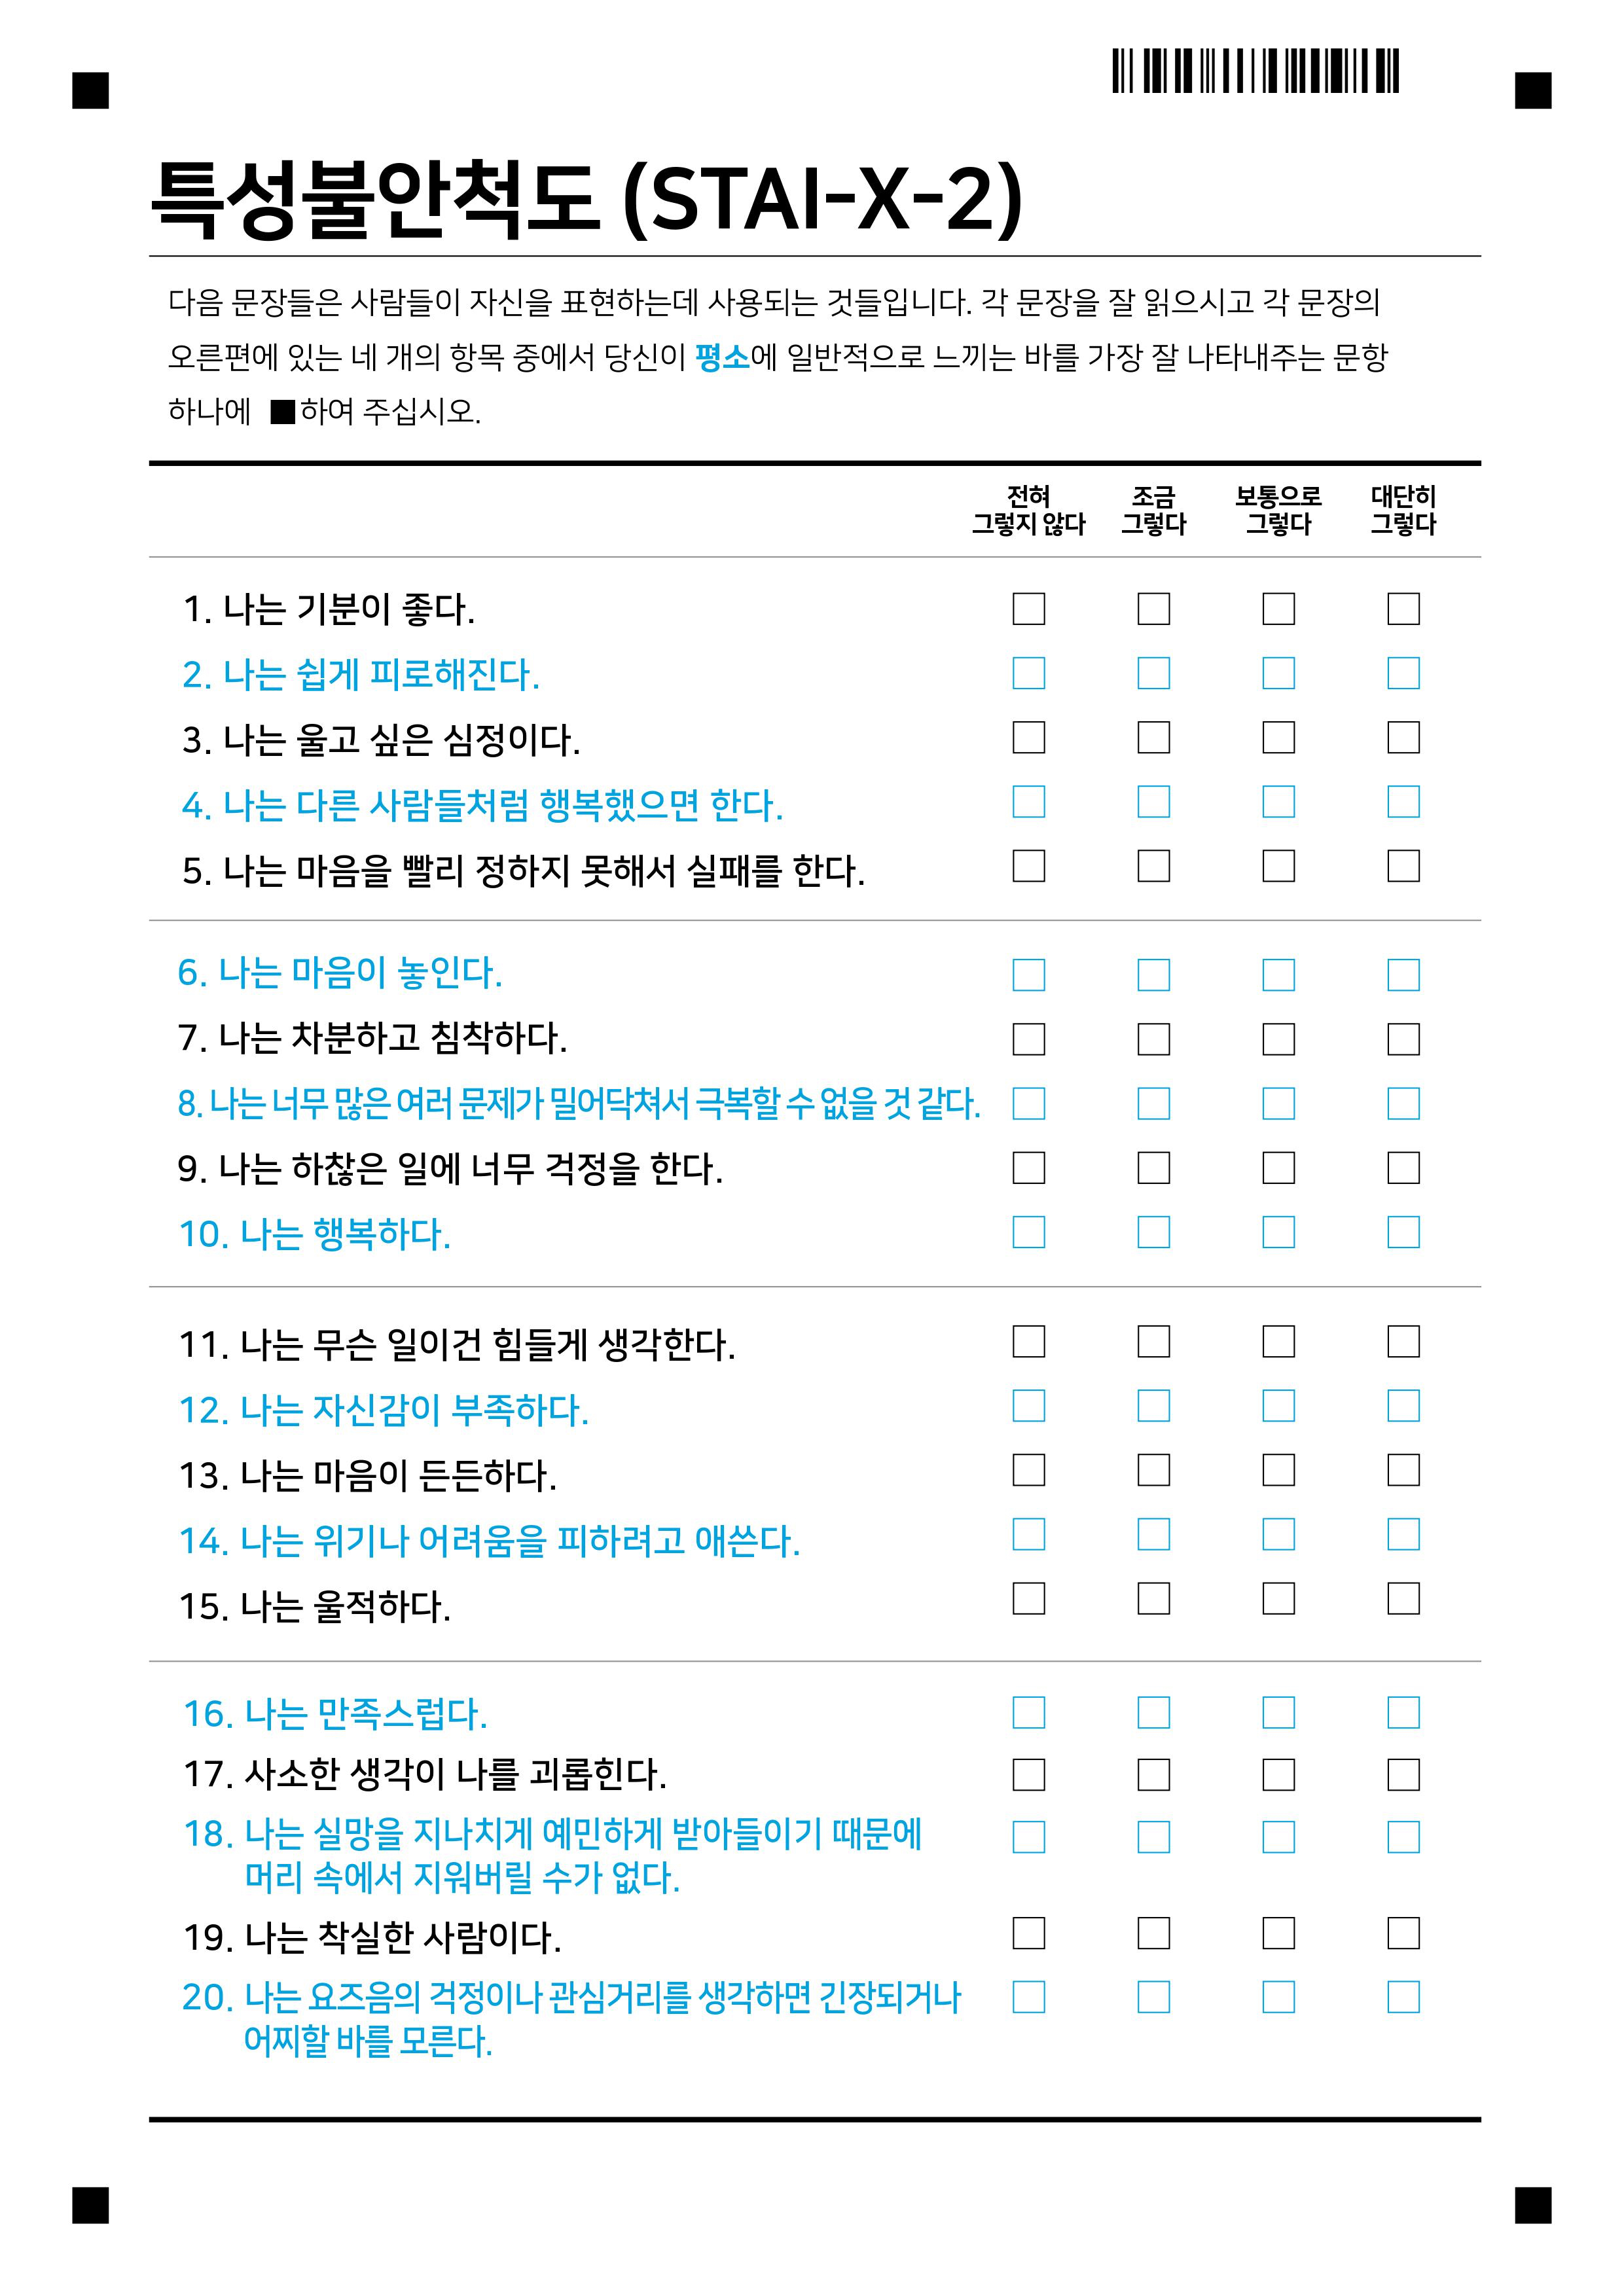 특성불안척도 (STAI-X-2)
다음 문장들은 사람들이 자신을 표현하는데 사용되는 것들입니다. 각 문장을 잘 읽으시고 각 문장의
오른편에 있는 네 개의 항목 중에서 당신이 평소에 일반적으로 느끼는 바를 가장 잘 나타내주는 문항
하나에 ■하여 주십시오.
전혀 조금 보통으로 대단히
그렇지 않다 그렇다 그렇다 그렇다
1. 나는 기분이 좋다.
2. 나는 쉽게 피로해진다.
3. 나는 울고 싶은 심정이다.
4. 나는 다른 사람들처럼 행복했으면 한다.
5. 나는 마음을 빨리 정하지 못해서 실패를 한다.
6. 나는 마음이 놓인다.
7. 나는 차분하고 침착하다.
8. 나는 너무 많은 여러 문제가 밀어닥쳐서 극복할 수 없을 것 같다.
9. 나는 하찮은 일에 너무 걱정을 한다.
10. 나는 행복하다.
11. 나는 무슨 일이건 힘들게 생각한다.
12. 나는 자신감이 부족하다.
13. 나는 마음이 든든하다.
14. 나는 위기나 어려움을 피하려고 애쓴다.
15. 나는 울적하다.
16. 나는 만족스럽다.
17. 사소한 생각이 나를 괴롭힌다.
18. 나는 실망을 지나치게 예민하게 받아들이기 때문에
머리 속에서 지워버릴 수가 없다.
19. 나는 착실한 사람이다.
20. 나는 요즈음의 걱정이나 관심거리를 생각하면 긴장되거나
어찌할 바를 모른다.